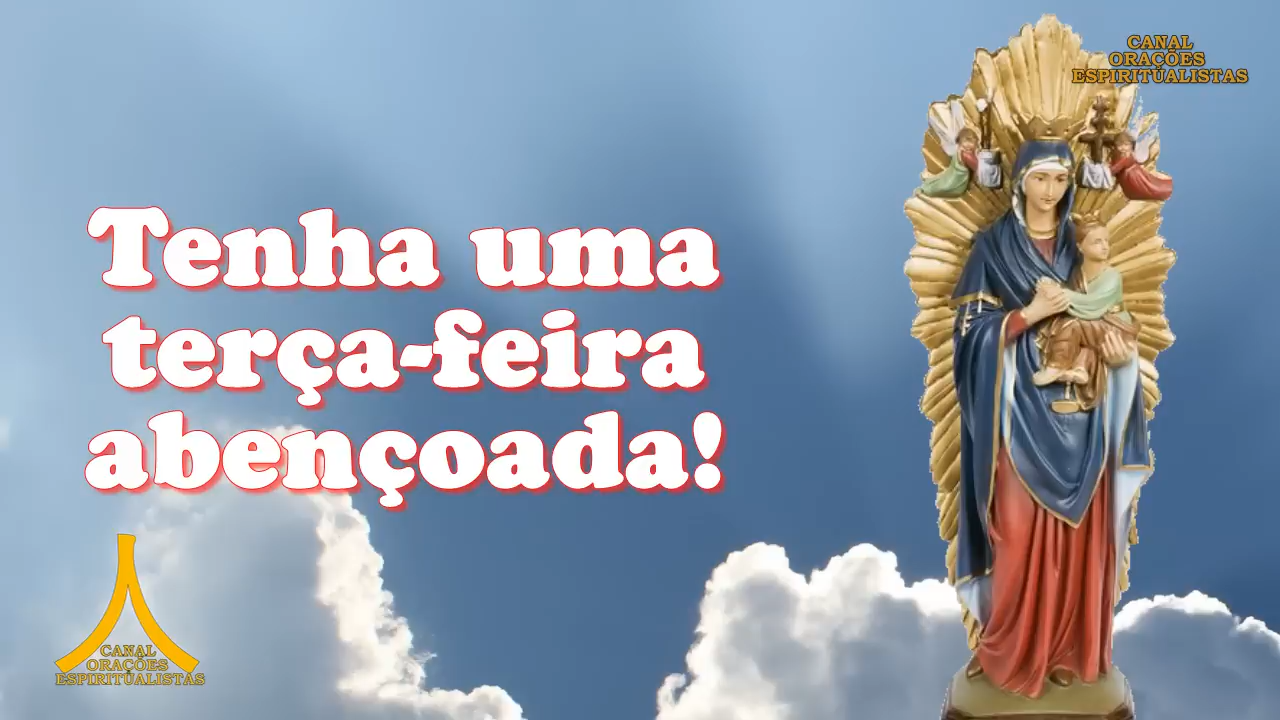 CANAL
ORAÇÕES
ESPIRITUALISTAS
Tenha uma
terça-feira
abençoada!
CANAL
ORAÇÕES
ESPIRITUALISTAS